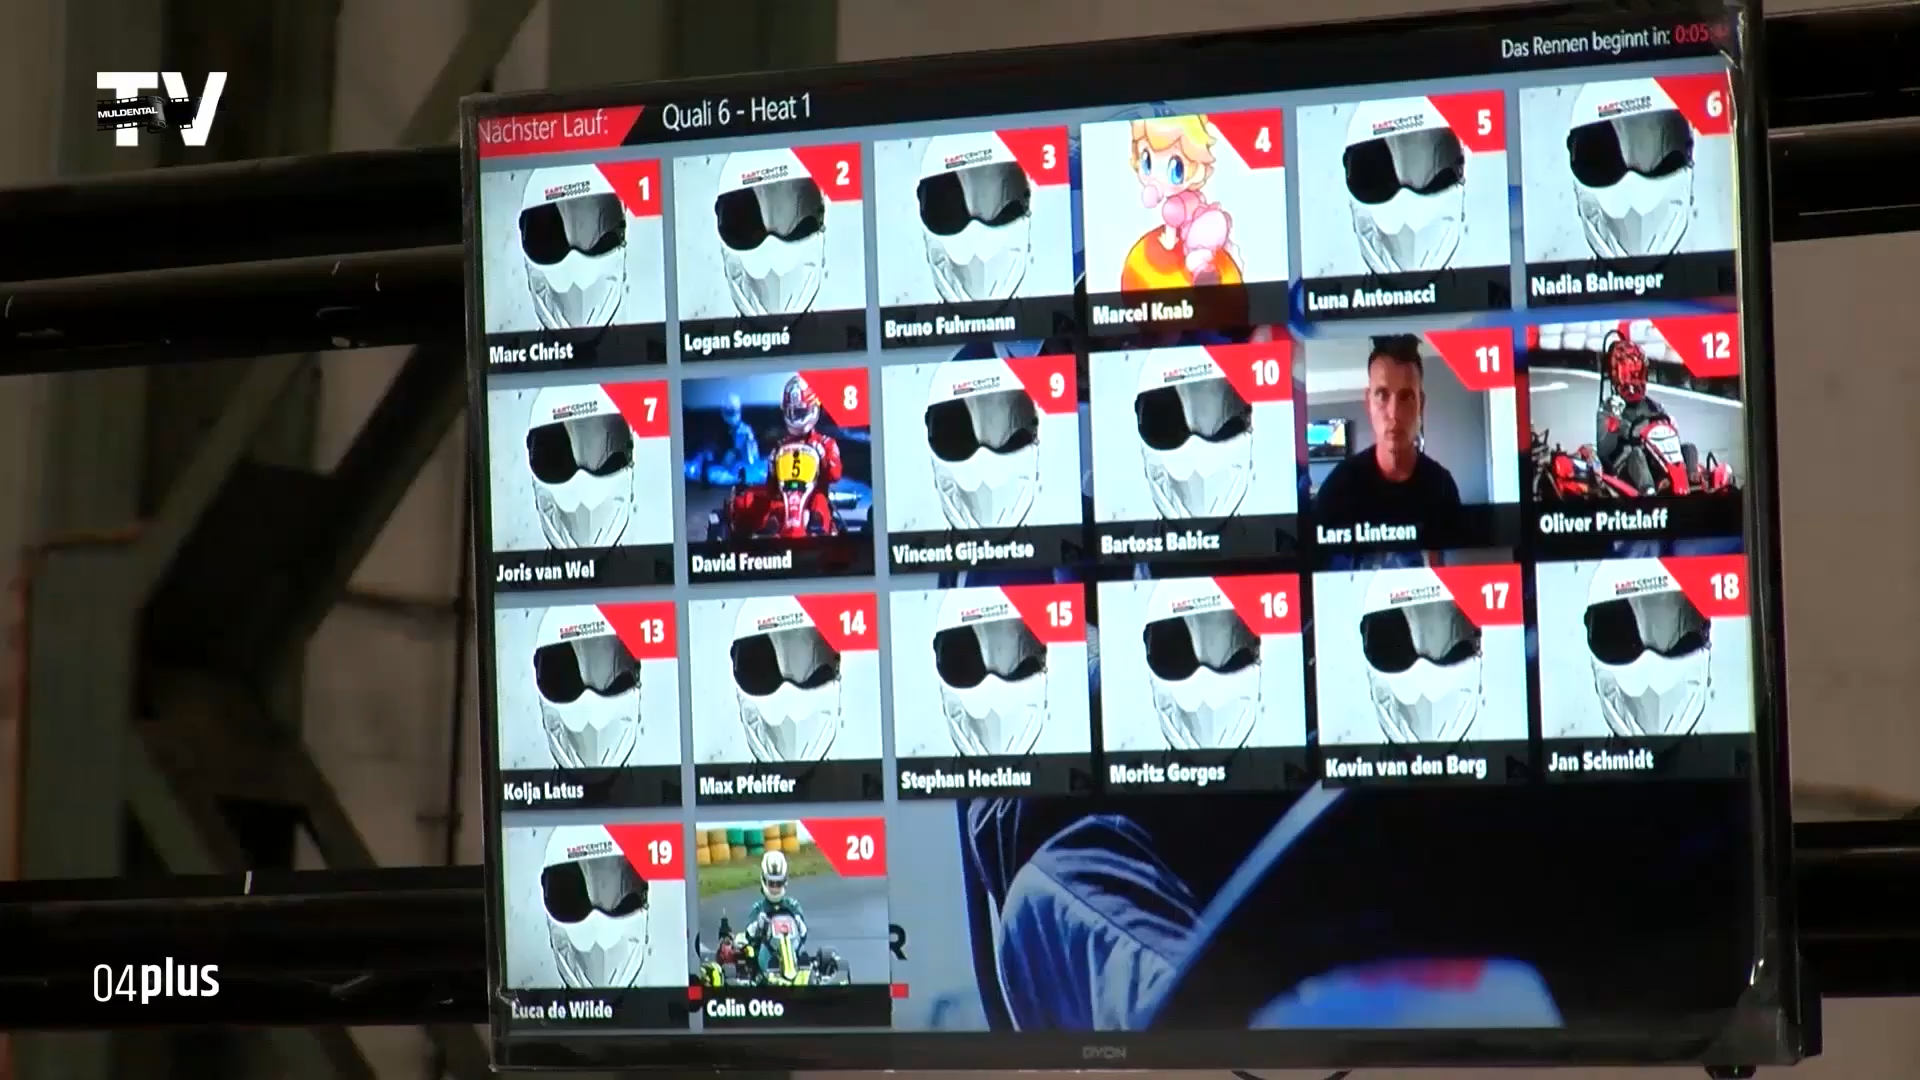 TV
MULDENTAL
Das Rennen beginnt in: 0:05:
Nächster Lauf:
Quali 6 - Heat 1
1
2
3
4
5
6
Marc Christ
Logan Sougné
Bruno Fuhrmann
Marcel Knab
Luna Antonacci
Nadia Balneger
7
8
9
10
11
12
5
Joris van Wel
David Freund
Vincent Gijsbertse
Bartosz Babicz
Lars Lintzen
Oliver Pritzlaff
13
14
15
16
17
18
Kolja Latus
Max Pfeiffer
Stephan Hecklau
Moritz Gorges
Kevin van den Berg
Jan Schmidt
19
20
Luca de Wilde
Colin Otto
R
DYON
04plus